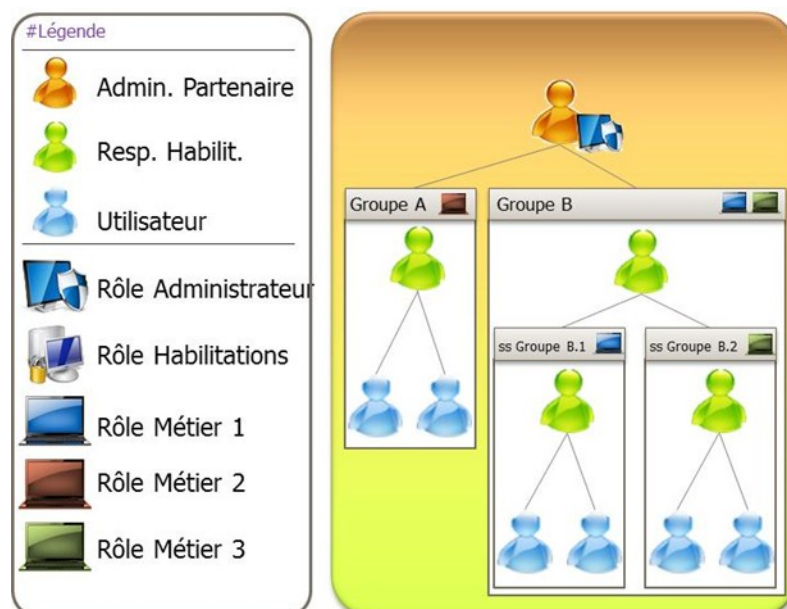 #Légende
Admin. Partenaire
Resp. Habilit.
Utilisateur
Rôle Administrateur
Rôle Habilitations
Rôle Métier 1
Rôle Métier 2
Rôle Métier 3
Groupe A
Groupe B
ss Groupe B.1
ss Groupe B.2